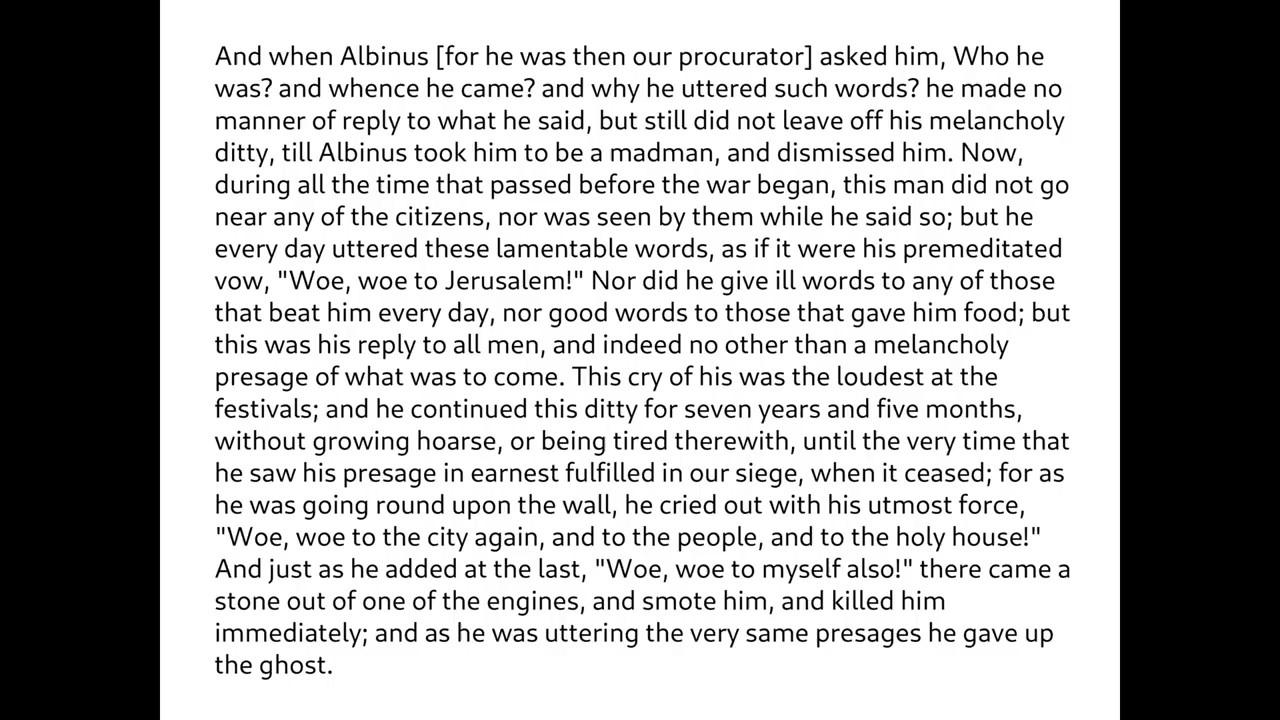 And when Albinus [for he was then our procurator] asked him, Who he
was? and whence he came? and why he uttered such words? he made no
manner of reply to what he said, but still did not leave off his melancholy
ditty, till Albinus took him to be a madman, and dismissed him. Now,
during all the time that passed before the war began, this man did not go
near any of the citizens, nor was seen by them while he said so; but he
every day uttered these lamentable words, as if it were his premeditated
vow, "Woe, woe to Jerusalem!" Nor did he give ill words to any of those
that beat him every day, nor good words to those that gave him food; but
this was his reply to all men, and indeed no other than a melancholy
presage of what was to come. This cry of his was the loudest at the
festivals; and he continued this ditty for seven years and five months,
without growing hoarse, or being tired therewith, until the very time that
he saw his presage in earnest fulfilled in our siege, when it ceased; for as
he was going round upon the wall, he cried out with his utmost force,
"Woe, woe to the city again, and to the people, and to the holy house!"
And just as he added at the last, "Woe, woe to myself also!" there came a
stone out of one of the engines, and smote him, and killed him
immediately; and as he was uttering the very same presages he gave up
the ghost.